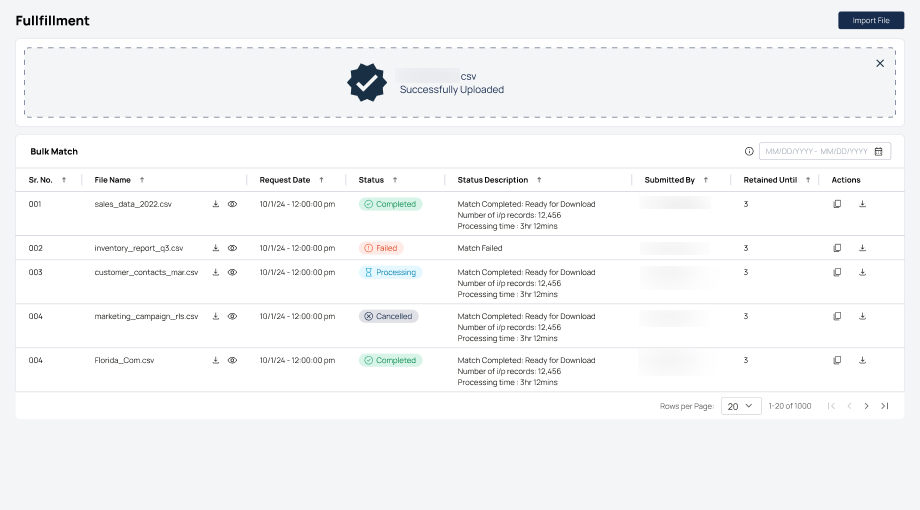 Fullfillment
Import File
csv
Successfully Uploaded
Bulk Match
MM/DD/YYYY - MM/DD/YYYY
Sr. No. ↑ File Name ↑ Request Date ↑ Status ↑ Status Description ↑ Submitted By ↑ Retained Until ↑ Actions
001 sales_data_2022.csv 10/1/24 - 12:00:00 pm Completed Match Completed: Ready for Download 3
Number of i/p records: 12,456
Processing time : 3hr 12mins
002 inventory_report_q3.csv 10/1/24 - 12:00:00 pm Failed Match Failed 3
003 customer_contacts_mar.csv 10/1/24 - 12:00:00 pm Processing Match Completed: Ready for Download 3
Number of i/p records: 12,456
Processing time : 3hr 12mins
004 marketing_campaign_rls.csv 10/1/24 - 12:00:00 pm Cancelled Match Completed: Ready for Download 3
Number of i/p records: 12,456
Processing time : 3hr 12mins
004 Florida_Com.csv 10/1/24 - 12:00:00 pm Completed Match Completed: Ready for Download 3
Number of i/p records: 12,456
Processing time : 3hr 12mins
Rows per Page: 20 1-20 of 1000